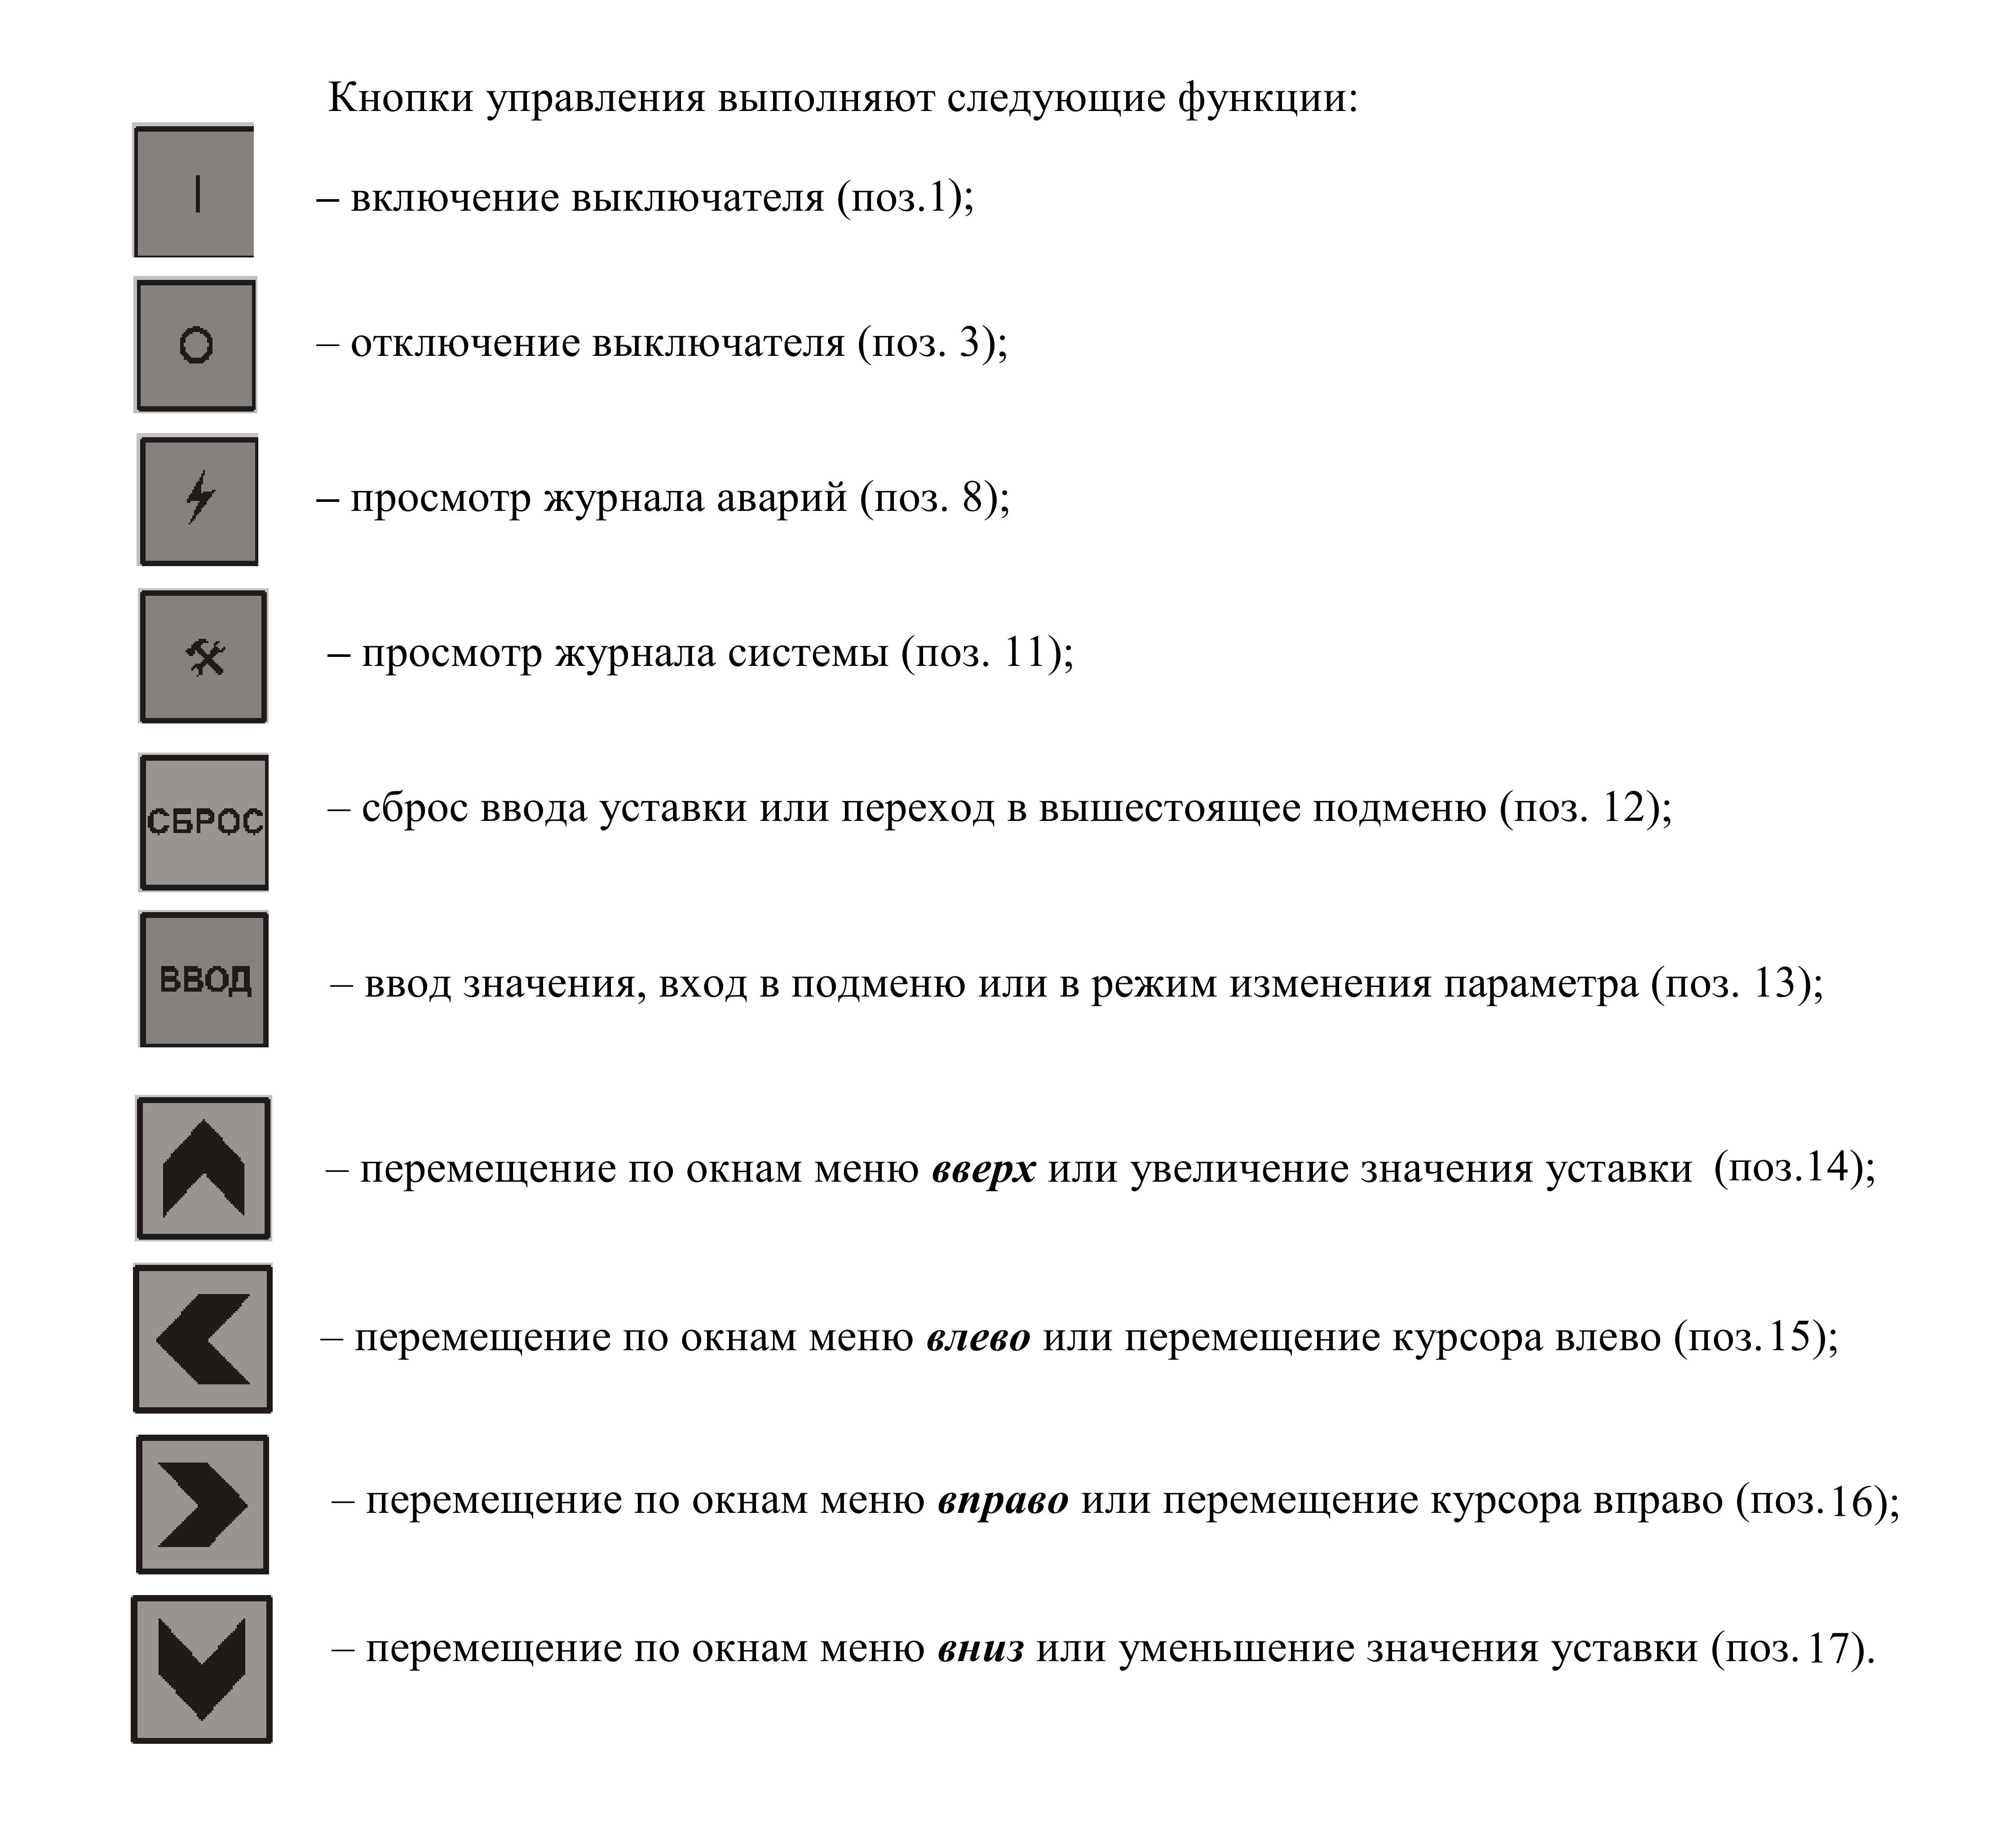 Кнопки управления выполняют следующие функции:
I – включение выключателя (поз.1);
O – отключение выключателя (поз. 3);
– просмотр журнала аварий (поз. 8);
– просмотр журнала системы (поз. 11);
СБРОС – сброс ввода уставки или переход в вышестоящее подменю (поз. 12);
ВВОД – ввод значения, вход в подменю или в режим изменения параметра (поз. 13);
– перемещение по окнам меню вверх или увеличение значения уставки (поз.14);
– перемещение по окнам меню влево или перемещение курсора влево (поз.15);
– перемещение по окнам меню вправо или перемещение курсора вправо (поз.16);
– перемещение по окнам меню вниз или уменьшение значения уставки (поз.17).